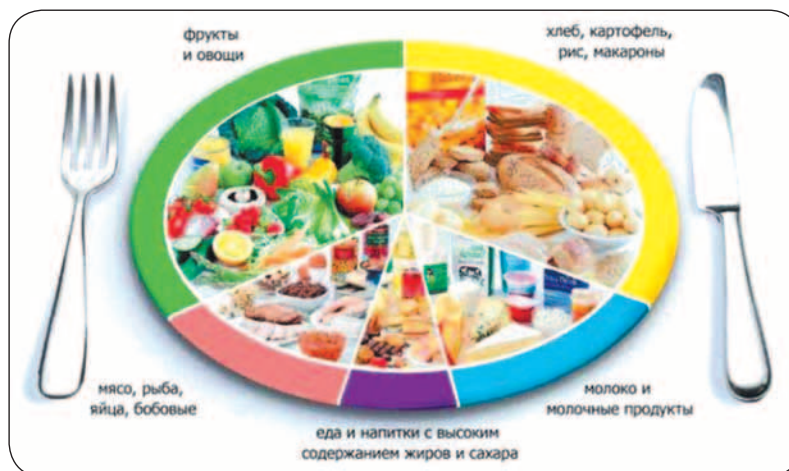 фрукты
и овощи
хлеб, картофель,
рис, макароны
мясо, рыба,
яйца, бобовые
молоко и
молочные продукты
еда и напитки с высоким
содержанием жиров и сахара